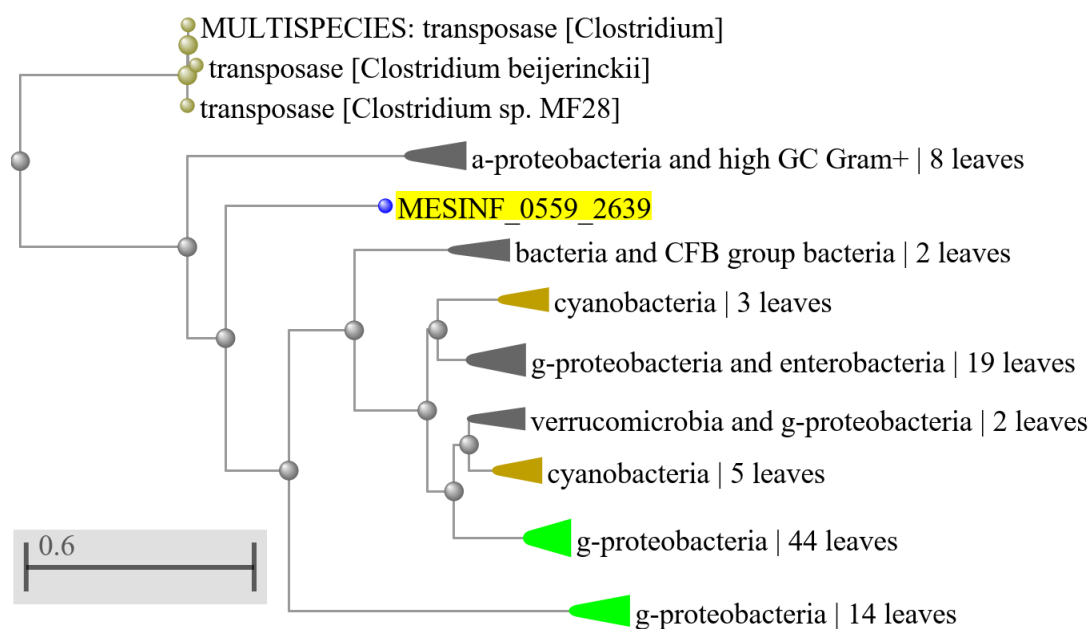 MULTISPECIES: transposase [Clostridium]
transposase [Clostridium beijerinckii]
transposase [Clostridium sp. MF28]
a-proteobacteria and high GC Gram+ | 8 leaves
MESINF_0559_2639
bacteria and CFB group bacteria | 2 leaves
cyanobacteria | 3 leaves
g-proteobacteria and enterobacteria | 19 leaves
verrucomicrobia and g-proteobacteria | 2 leaves
cyanobacteria | 5 leaves
g-proteobacteria | 44 leaves
0.6
g-proteobacteria | 14 leaves